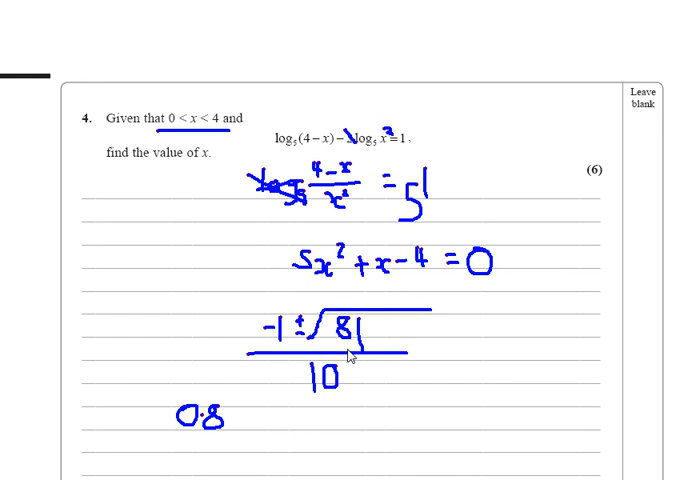 Leave
blank
4. Given that 0 < x < 4 and
log₅(4 − x) − log₅ x² = 1,
find the value of x.
(6)
4-x / x² = 5¹
5x² + x - 4 = 0
-1 ± √81 / 10
0.8